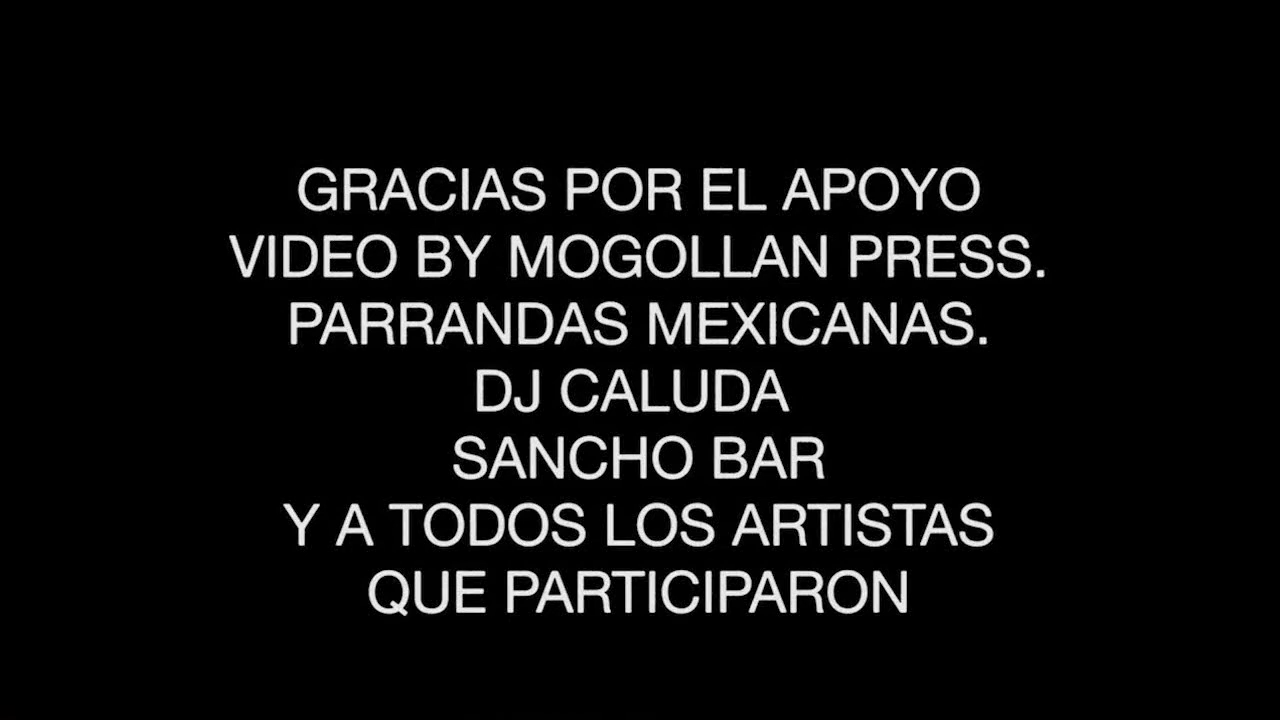 GRACIAS POR EL APOYO
VIDEO BY MOGOLLAN PRESS.
PARRANDAS MEXICANAS.
DJ CALUDA
SANCHO BAR
Y A TODOS LOS ARTISTAS
QUE PARTICIPARON